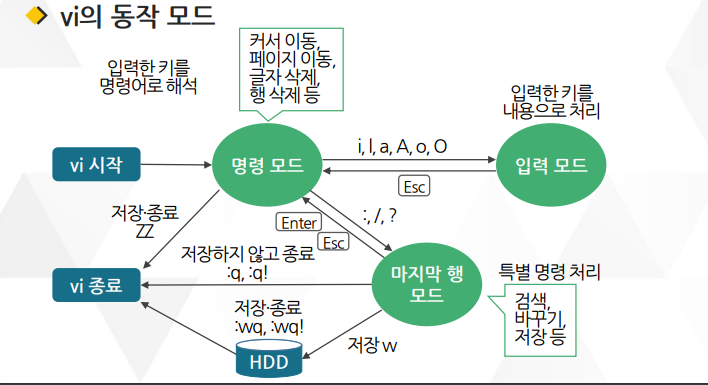 vi의 동작 모드
입력한 키를
명령어로 해석
커서 이동,
페이지 이동,
글자 삭제,
행 삭제 등
입력한 키를
내용으로 처리
vi 시작
명령 모드
i, I, a, A, o, O
Esc
입력 모드
저장·종료
ZZ
Enter
Esc
:, /, ?
저장하지 않고 종료
:q, :q!
vi 종료
마지막 행
모드
특별 명령 처리
검색,
바꾸기,
저장 등
저장·종료
:wq, :wq!
HDD
저장 w